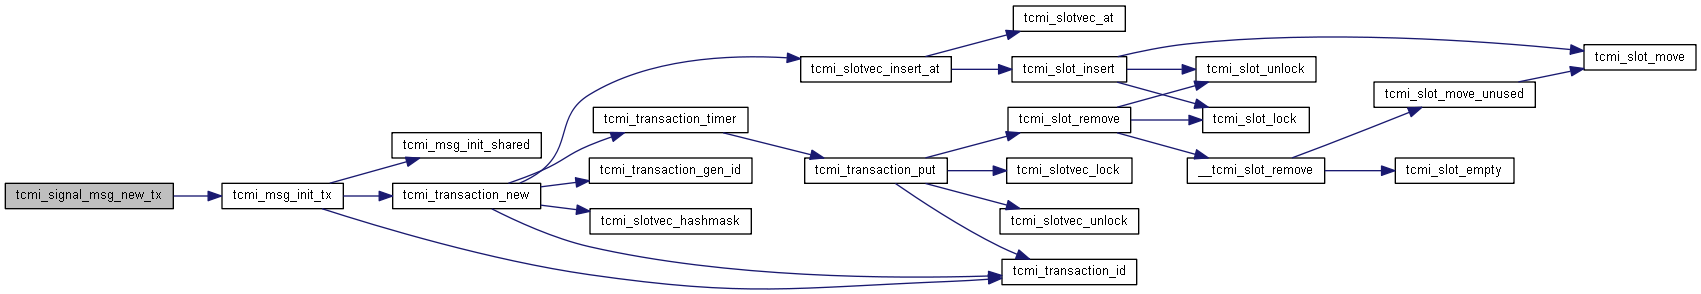 tcmi_signal_msg_new_tx
tcmi_msg_init_tx
tcmi_msg_init_shared
tcmi_transaction_new
tcmi_transaction_timer
tcmi_transaction_gen_id
tcmi_slotvec_hashmask
tcmi_slotvec_insert_at
tcmi_transaction_put
tcmi_slotvec_at
tcmi_slot_insert
tcmi_slot_remove
tcmi_slotvec_lock
tcmi_slotvec_unlock
tcmi_transaction_id
tcmi_slot_unlock
tcmi_slot_lock
__tcmi_slot_remove
tcmi_slot_move_unused
tcmi_slot_empty
tcmi_slot_move